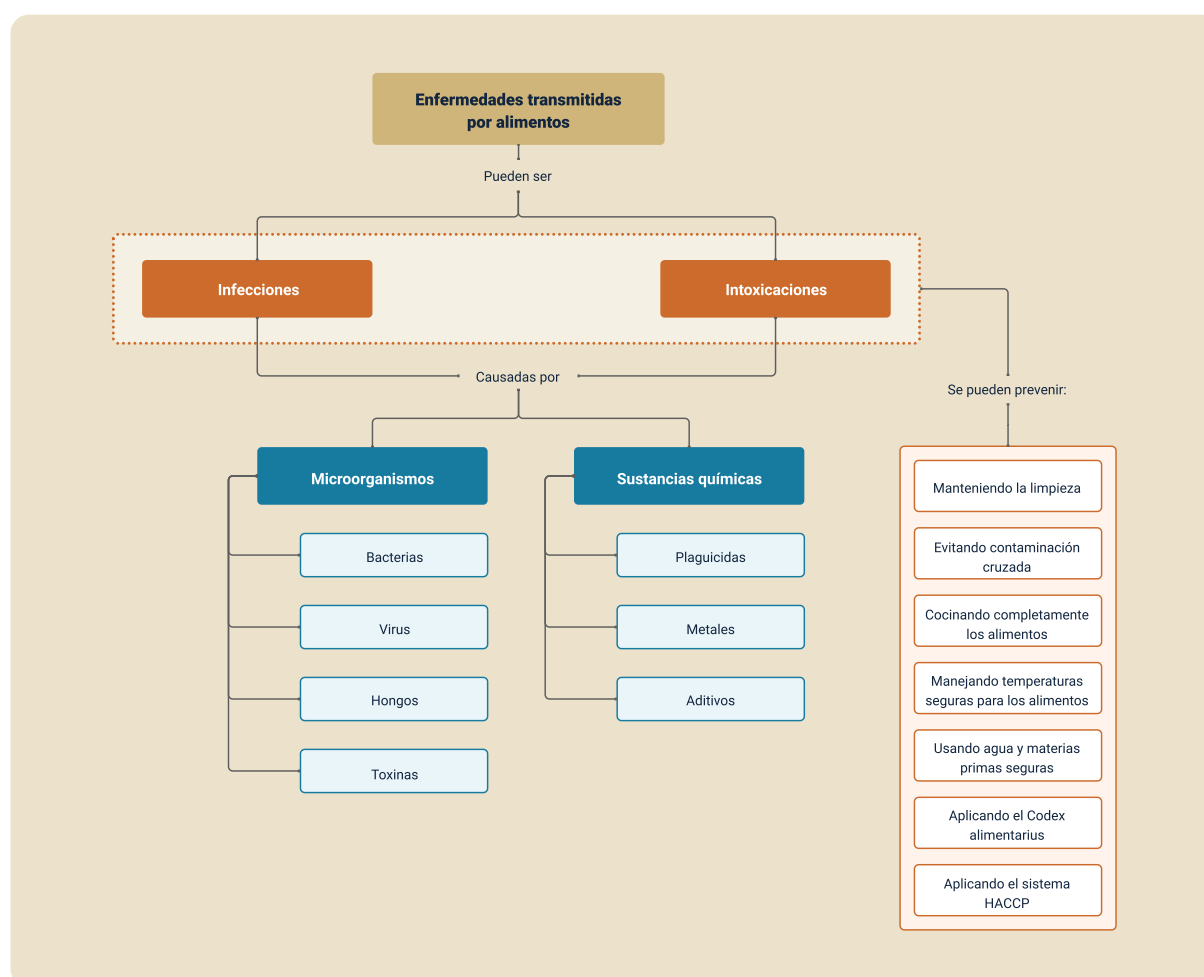 Enfermedades transmitidas
por alimentos
Pueden ser
Infecciones
Intoxicaciones
Causadas por
Se pueden prevenir:
Microorganismos
Bacterias
Virus
Hongos
Toxinas
Sustancias químicas
Plaguicidas
Metales
Aditivos
Manteniendo la limpieza
Evitando contaminación
cruzada
Cocinando completamente
los alimentos
Manejando temperaturas
seguras para los alimentos
Usando agua y materias
primas seguras
Aplicando el Codex
alimentarius
Aplicando el sistema
HACCP